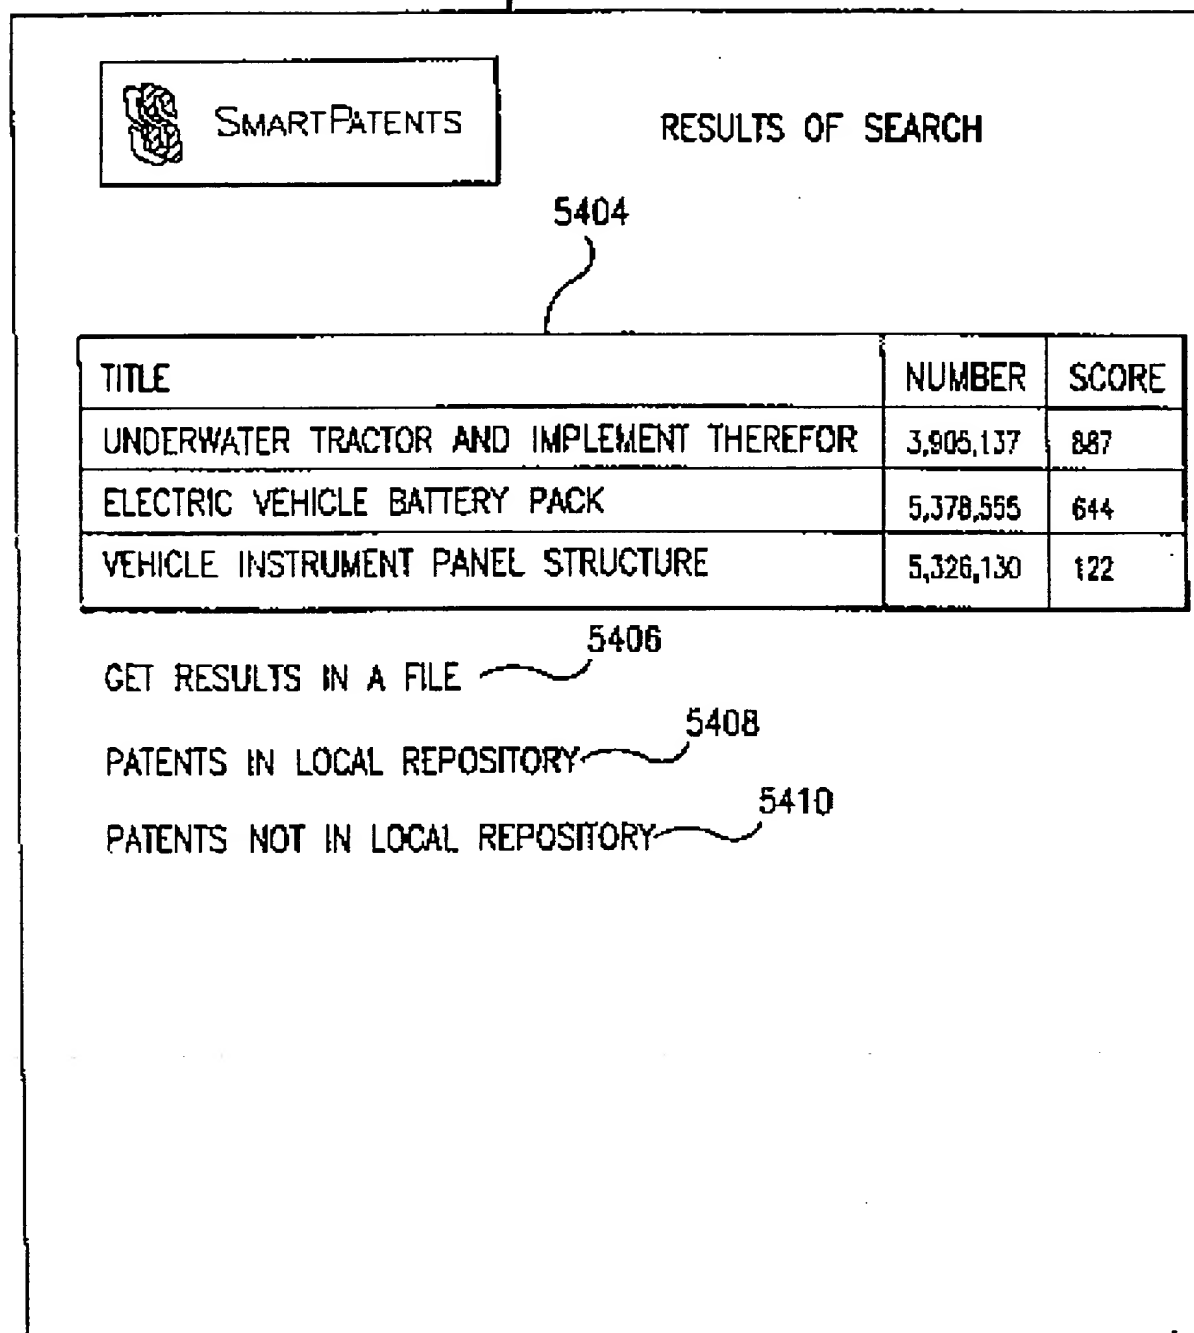 SMARTPATENTS
RESULTS OF SEARCH
5404
TITLE NUMBER SCORE
UNDERWATER TRACTOR AND IMPLEMENT THEREFOR 3,905,137 887
ELECTRIC VEHICLE BATTERY PACK 5,378,555 644
VEHICLE INSTRUMENT PANEL STRUCTURE 5,326,130 122
5406
GET RESULTS IN A FILE
5408
PATENTS IN LOCAL REPOSITORY
5410
PATENTS NOT IN LOCAL REPOSITORY